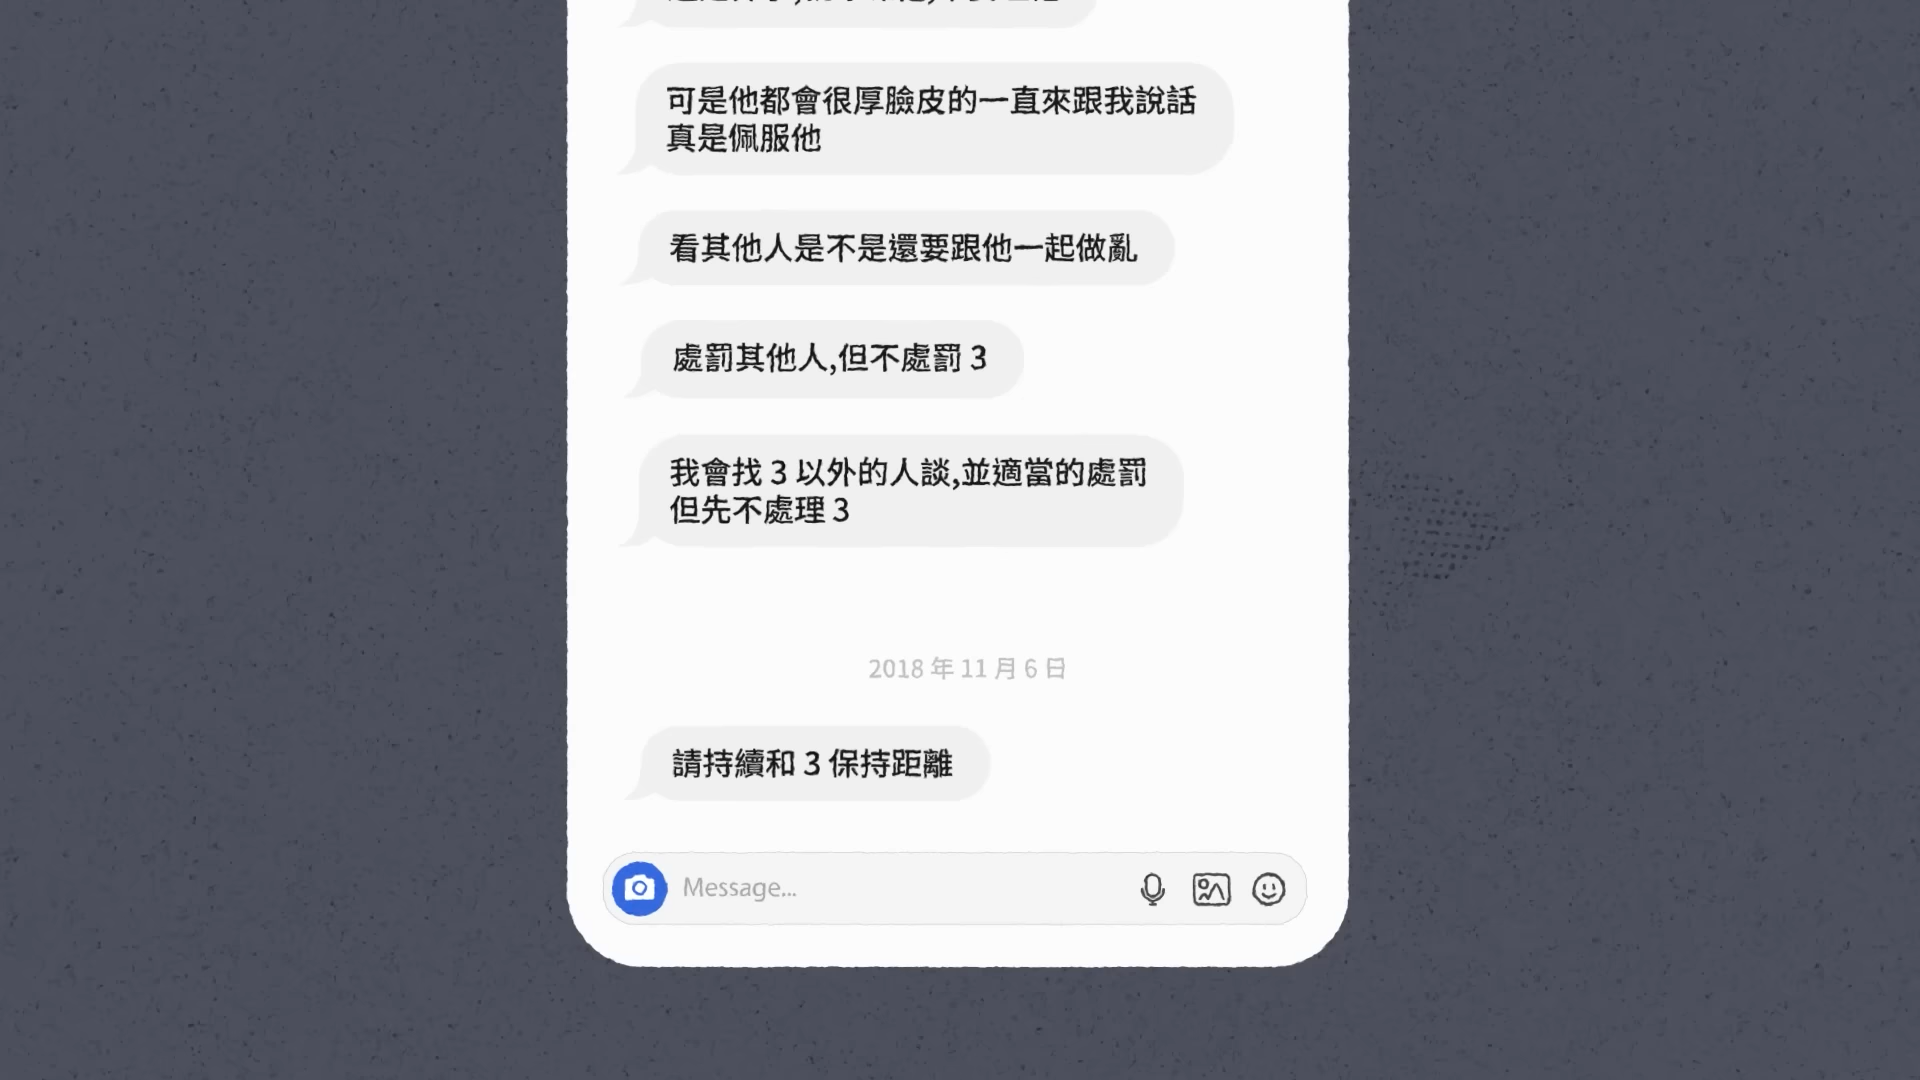 可是他都會很厚臉皮的一直來跟我說話
真是佩服他
看其他人是不是還要跟他一起做亂
處罰其他人,但不處罰 3
我會找 3 以外的人談,並適當的處罰
但先不處理 3
2018 年 11 月 6 日
請持續和 3 保持距離
Message...